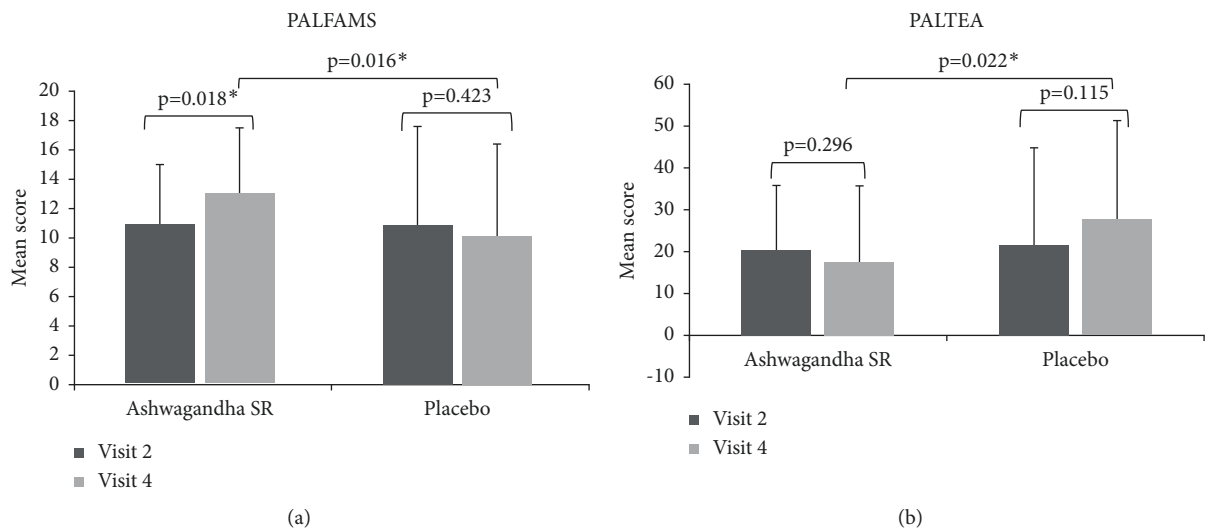 PALFAMS
p=0.016*
p=0.018*
p=0.423
Mean score
20
18
16
14
12
10
8
6
4
2
0
Ashwagandha SR
Placebo
Visit 2
Visit 4
(a)
PALTEA
p=0.022*
p=0.115
p=0.296
Mean score
60
50
40
30
20
10
0
-10
Ashwagandha SR
Placebo
Visit 2
Visit 4
(b)